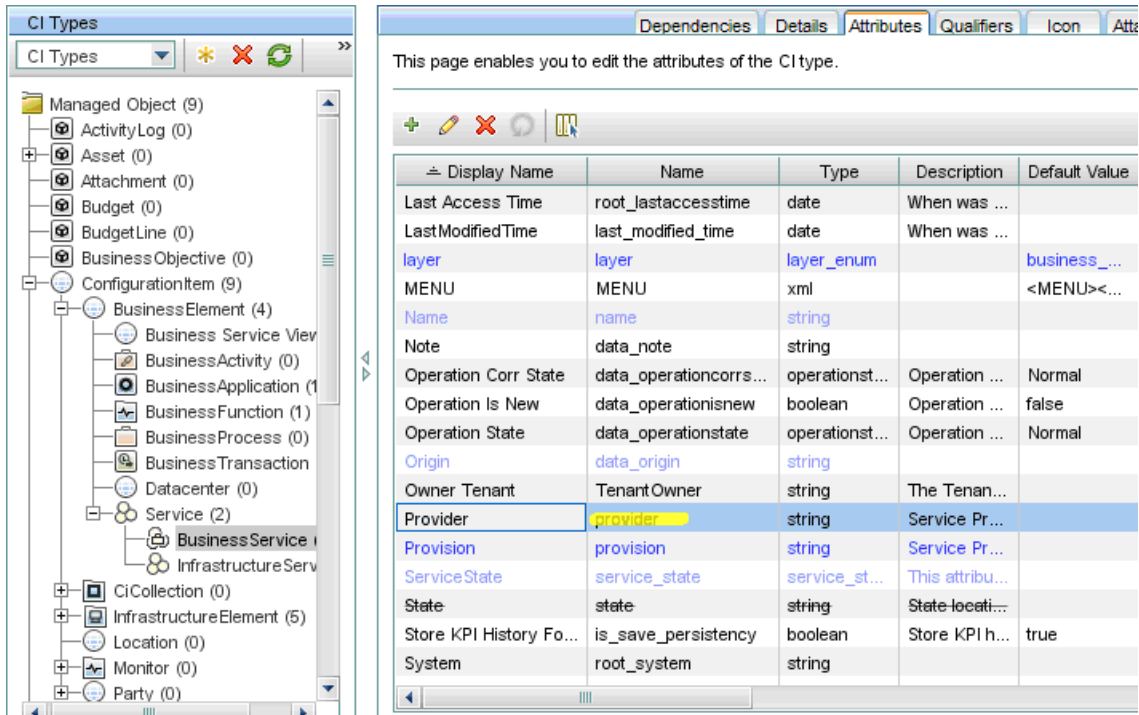 CI Types
CI Types
»
Managed Object (9)
ActivityLog (0)
Asset (0)
Attachment (0)
Budget (0)
BudgetLine (0)
BusinessObjective (0)
ConfigurationItem (9)
BusinessElement (4)
Business Service View
BusinessActivity (0)
BusinessApplication (1
BusinessFunction (1)
BusinessProcess (0)
BusinessTransaction
Datacenter (0)
Service (2)
BusinessService (
InfrastructureServ
CiCollection (0)
InfrastructureElement (5)
Location (0)
Monitor (0)
Party (0)
Dependencies Details Attributes Qualifiers Icon Atta
This page enables you to edit the attributes of the CI type.
Display Name Name Type Description Default Value
Last Access Time root_lastaccesstime date When was ...
LastModifiedTime last_modified_time date When was ...
layer layer layer_enum business_...
MENU MENU xml <MENU><...
Name name string
Note data_note string
Operation Corr State data_operationcorrs... operationst... Operation ... Normal
Operation Is New data_operationisnew boolean Operation ... false
Operation State data_operationstate operationst... Operation ... Normal
Origin data_origin string
Owner Tenant TenantOwner string The Tenan...
Provider provider string Service Pr...
Provision provision string Service Pr...
ServiceState service_state service_st... This attribu...
State state string State locati...
Store KPI History Fo... is_save_persistency boolean Store KPI h... true
System root_system string